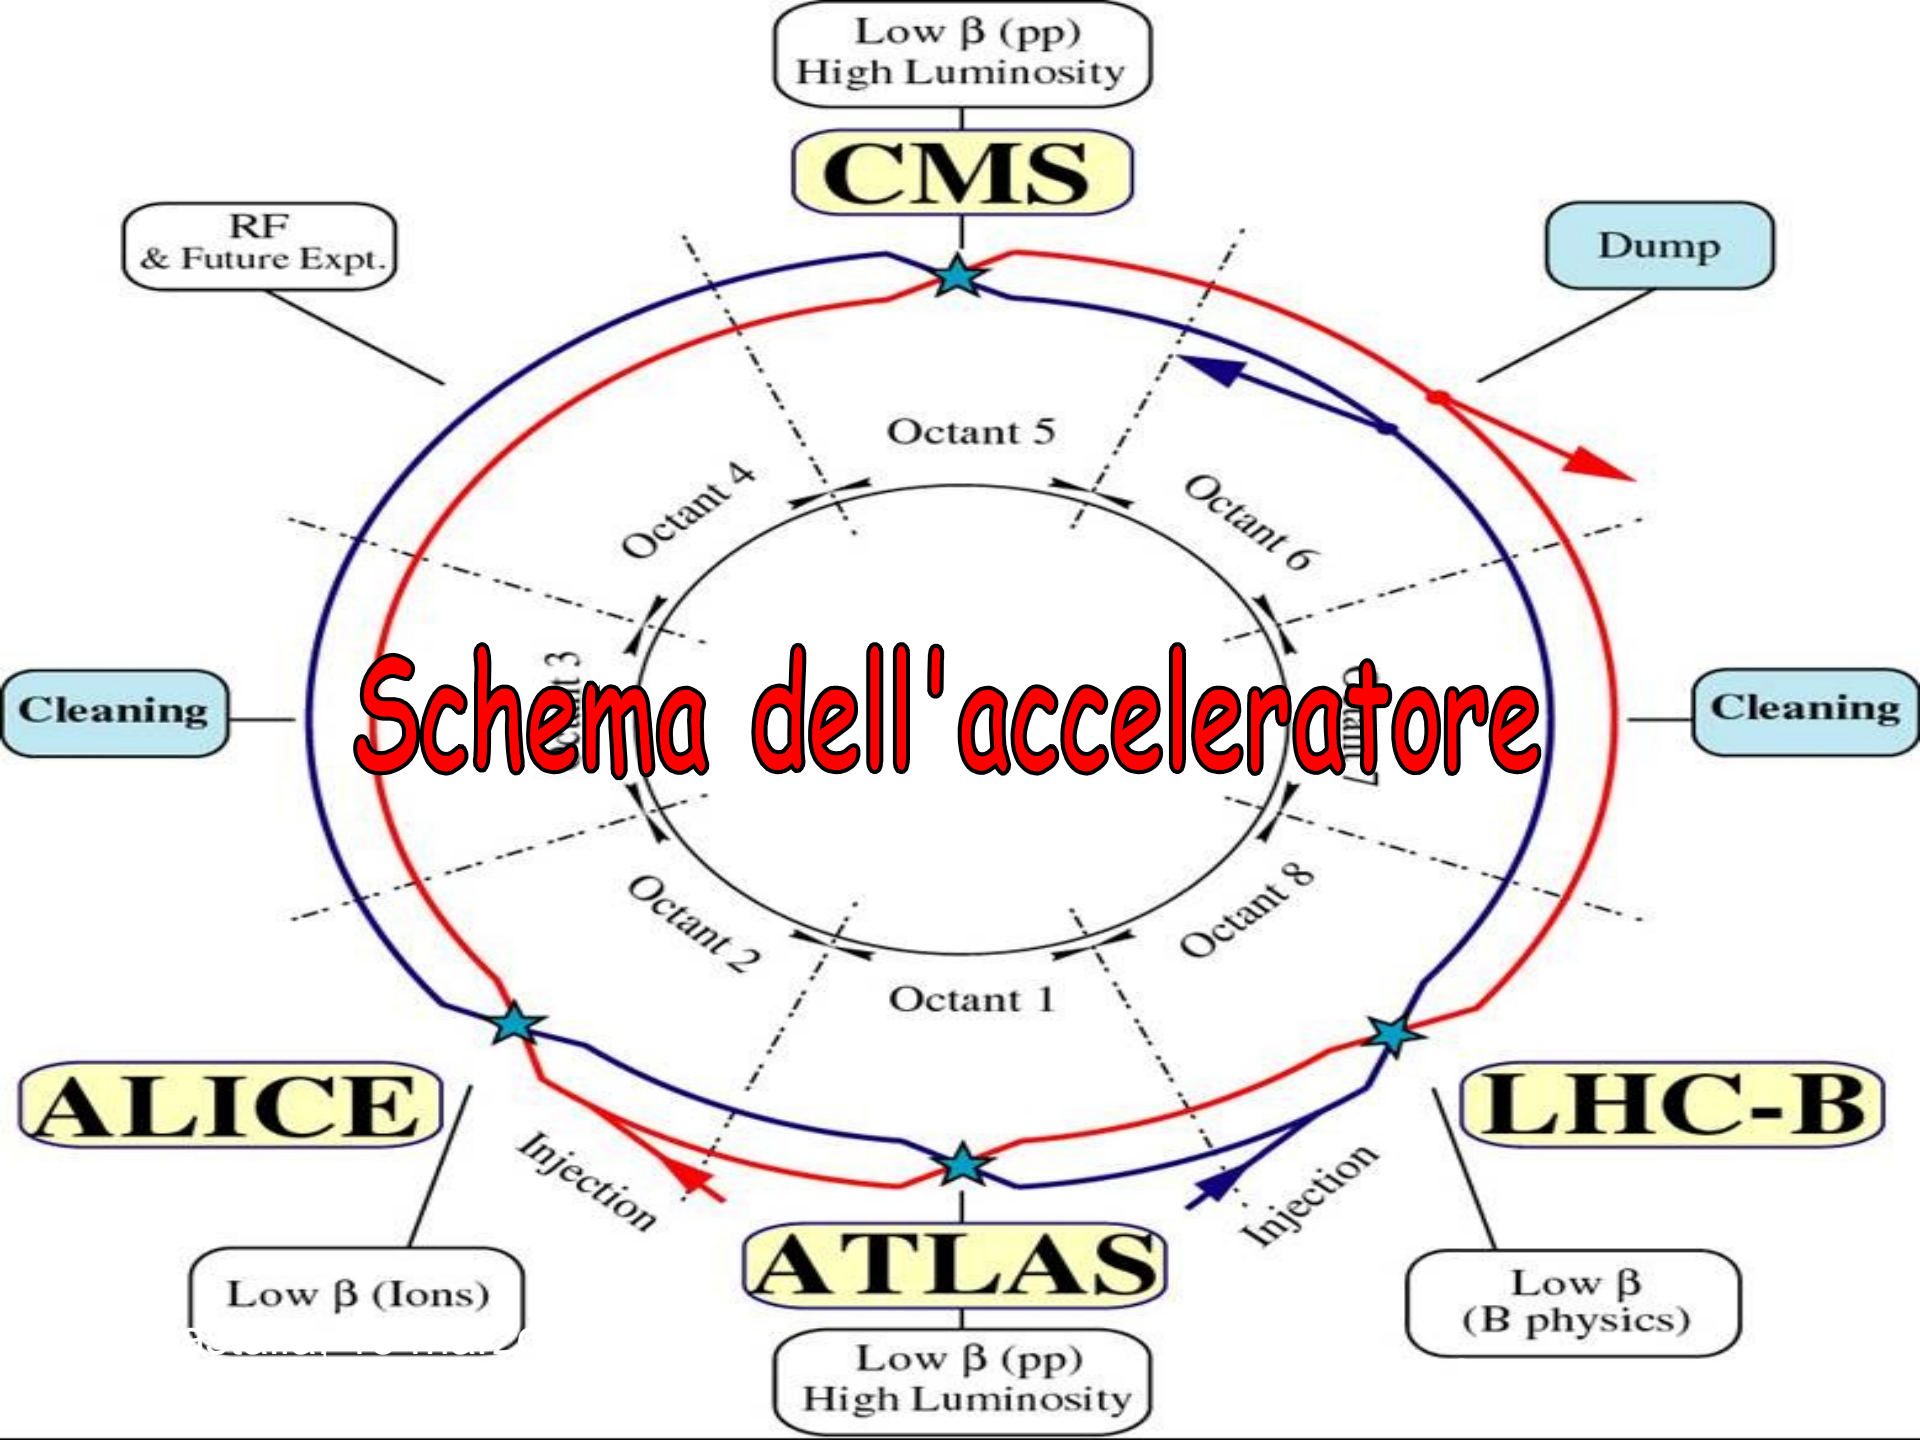 Low β (pp)
High Luminosity
CMS
RF
& Future Expt.
Dump
Octant 5
Octant 4
Octant 6
Cleaning
Schema dell'acceleratore
Cleaning
Octant 2
Octant 8
Octant 1
ALICE
LHC-B
Injection
Injection
ATLAS
Low β (Ions)
Low β
(B physics)
Low β (pp)
High Luminosity